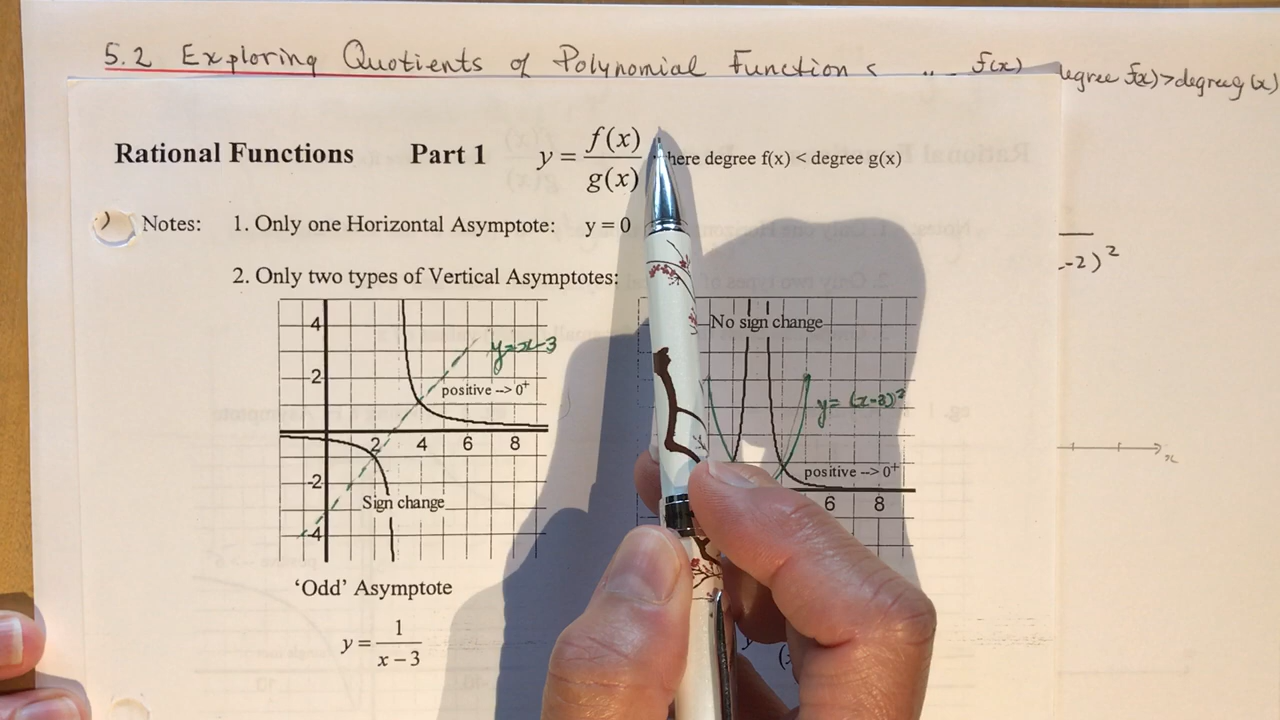 5.2 Exploring Quotients of Polynomial Functions
f(x)
degree f(x) > degree g(x)
Rational Functions Part 1 y = f(x) / g(x) where degree f(x) < degree g(x)
Notes: 1. Only one Horizontal Asymptote: y = 0
-2)²
2. Only two types of Vertical Asymptotes:
4
No sign change
y=x-3
2
positive --> 0⁺
y = (x-3)²
2 4 6 8
positive --> 0⁺
x
-2
Sign change
6 8
-4
'Odd' Asymptote
y = 1 / x – 3
y
(x